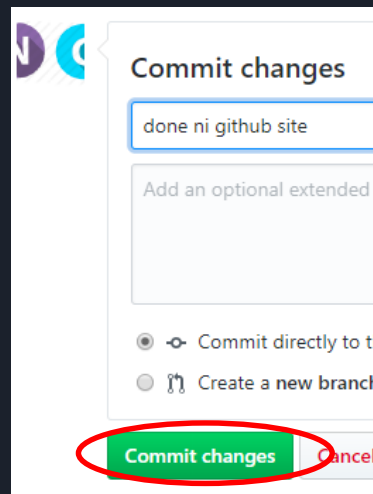 Commit changes
done ni github site
Add an optional extended
Commit directly to t
Create a new branch
Commit changes
Cancel